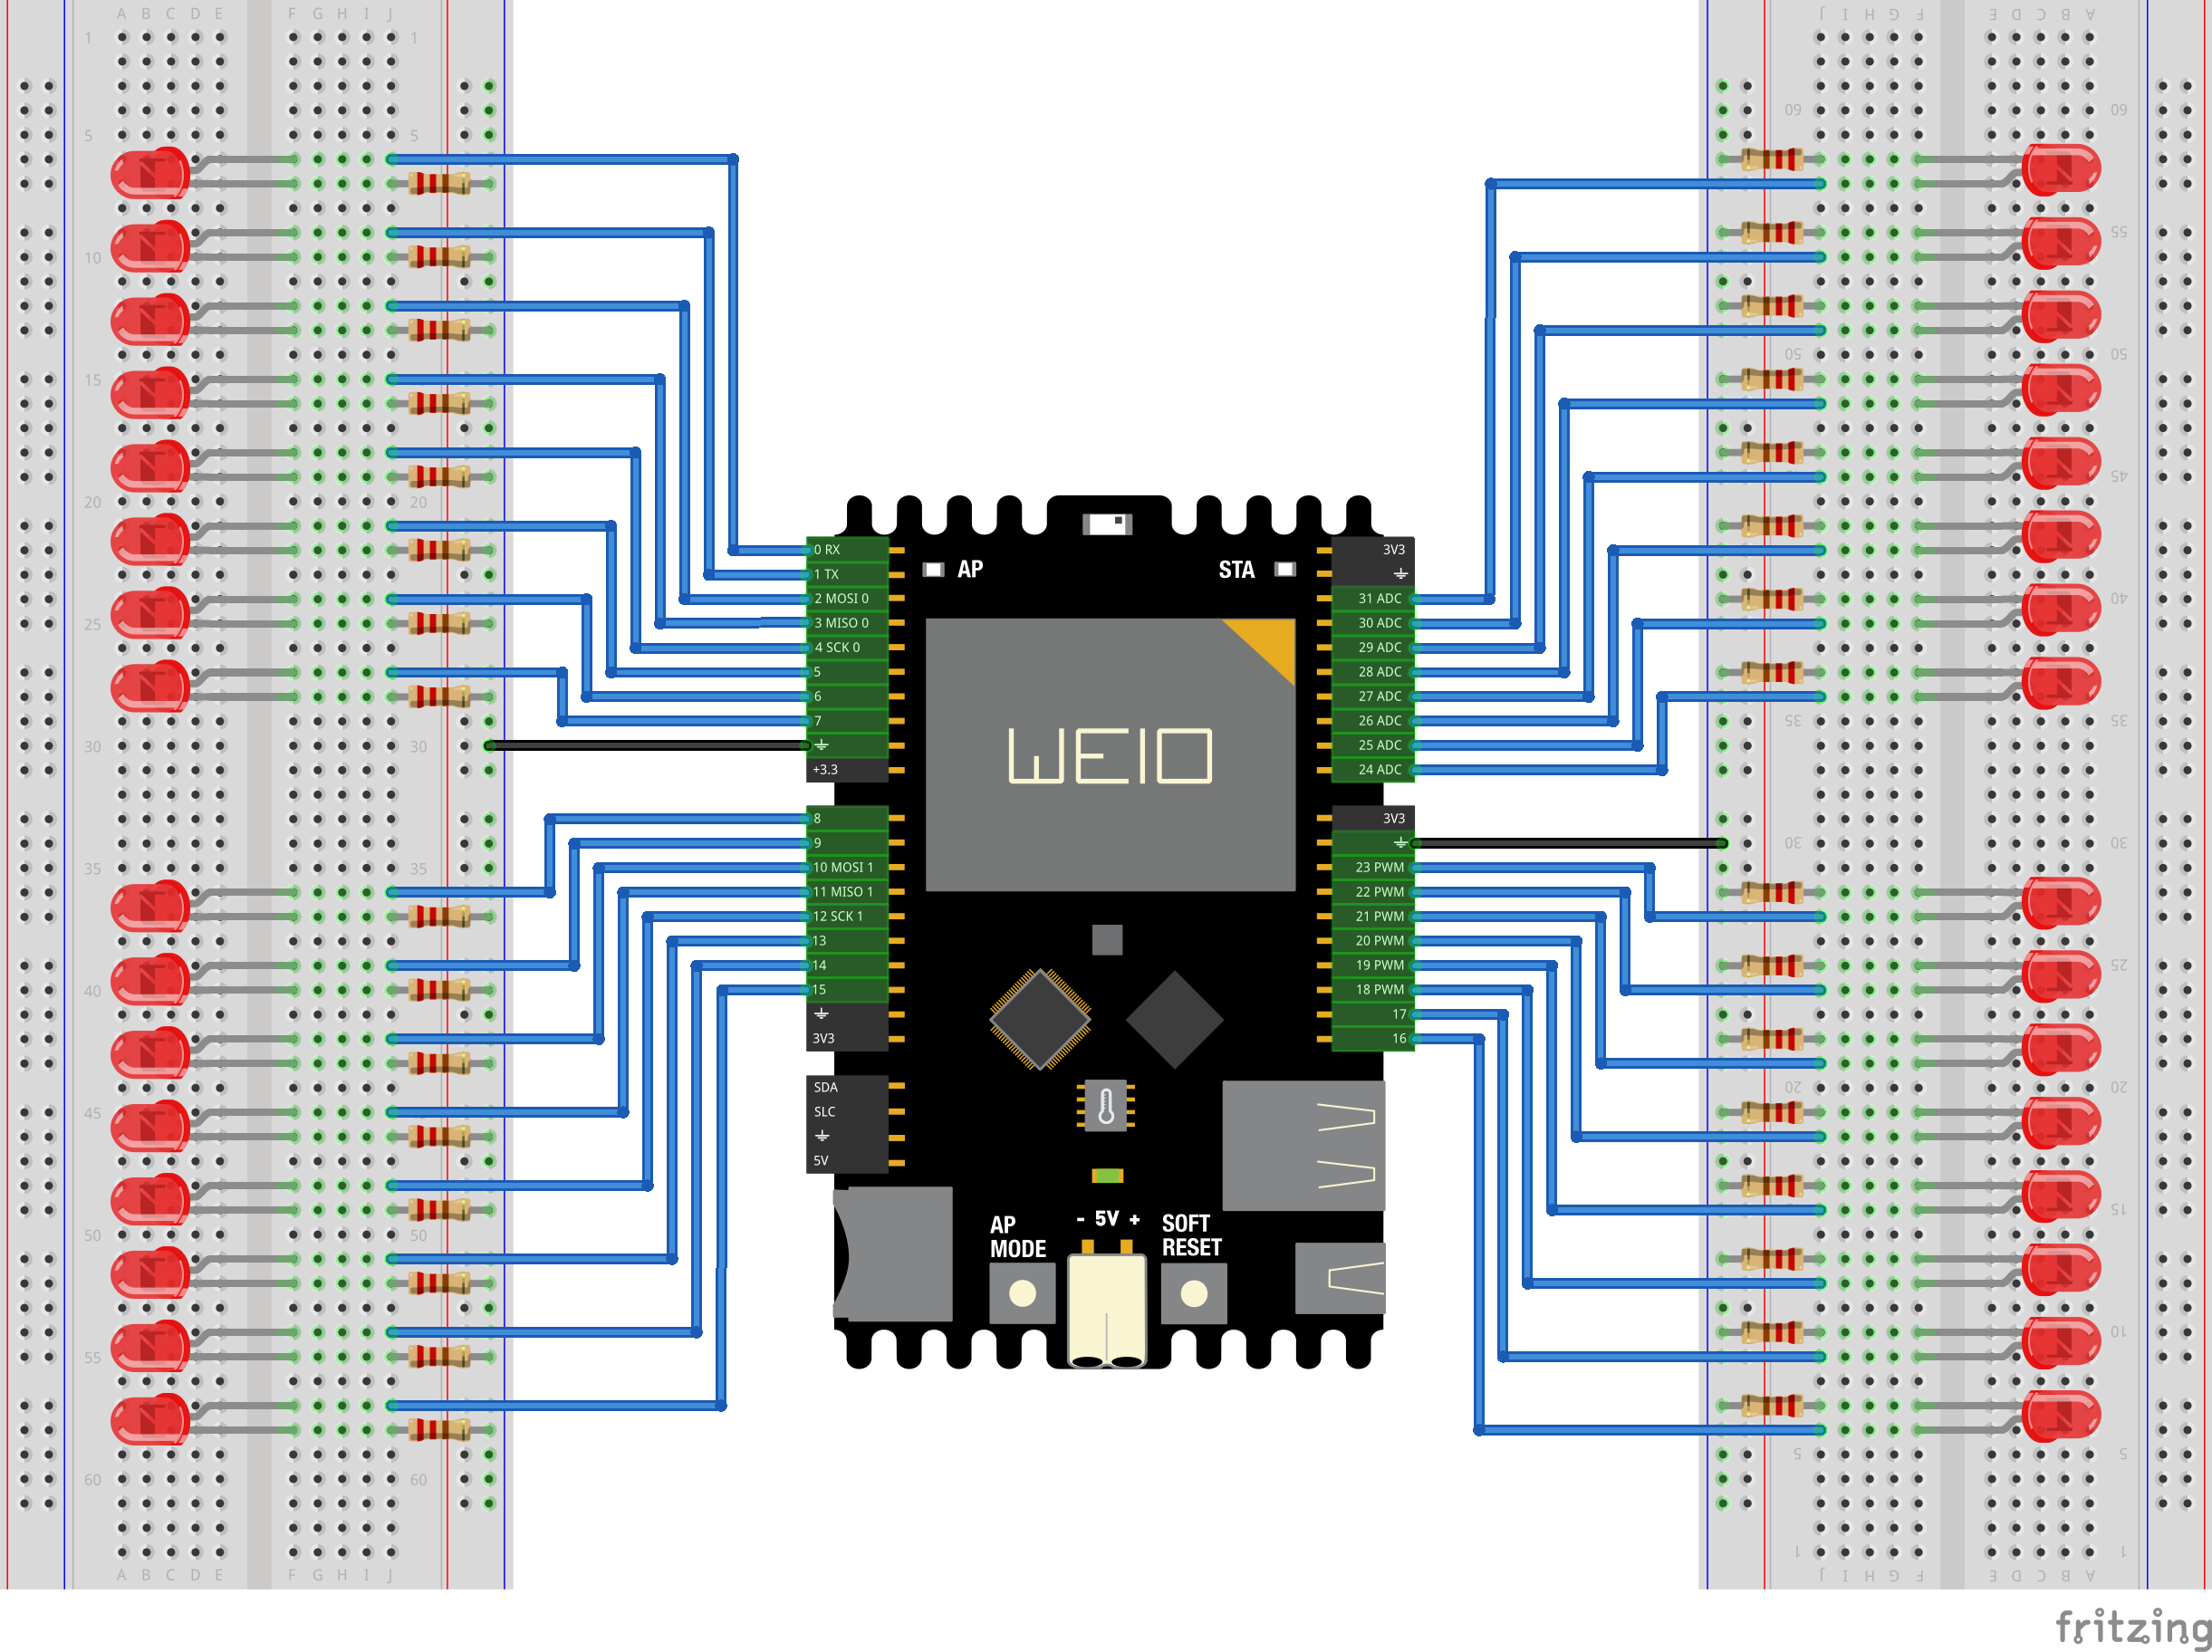 A B C D E F G H I J
J I H G F E D C B A
1 1
60 60
5 5
55
10
50 50
15
45
20 20
40 40
25
35 35
30 30
30
35 35
25
40
20 20
45
15
50 50
10
55
5 5
60 60
1 1
A B C D E F G H I J
J I H G F E D C B A
0 RX
1 TX
2 MOSI 0
3 MISO 0
4 SCK 0
5
6
7
+3.3
8
9
10 MOSI 1
11 MISO 1
12 SCK 1
13
14
15
3V3
SDA
SLC
5V
AP
STA
WEIO
3V3
31 ADC
30 ADC
29 ADC
28 ADC
27 ADC
26 ADC
25 ADC
24 ADC
3V3
23 PWM
22 PWM
21 PWM
20 PWM
19 PWM
18 PWM
17
16
AP
MODE
- 5V +
SOFT
RESET
fritzing